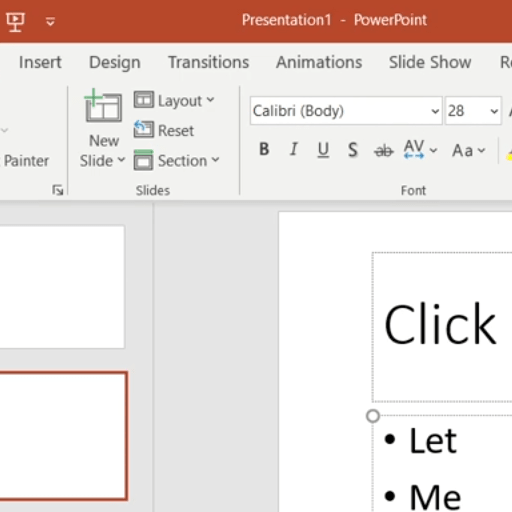 Presentation1 - PowerPoint
Insert Design Transitions Animations Slide Show
New Slide
Layout
Reset
Section
Painter
Slides
Calibri (Body) 28
B I U S ab AV Aa
Font
Click
• Let
• Me